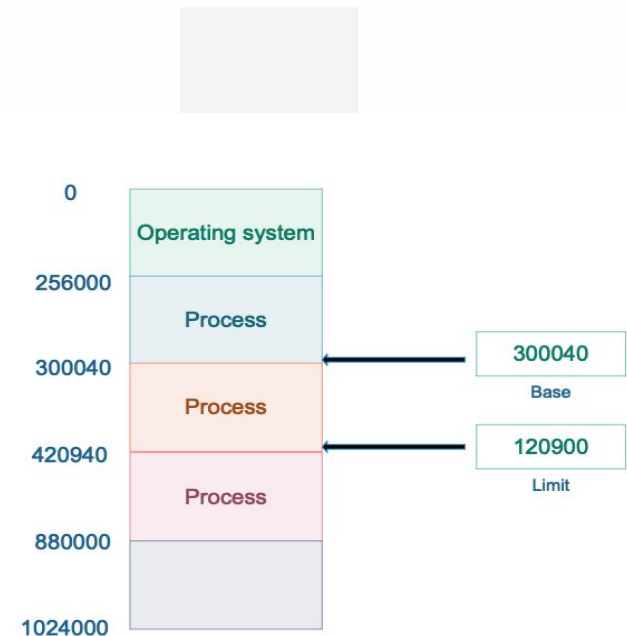 0
Operating system
256000
Process
300040
300040
Base
Process
120900
420940
Limit
Process
880000
1024000